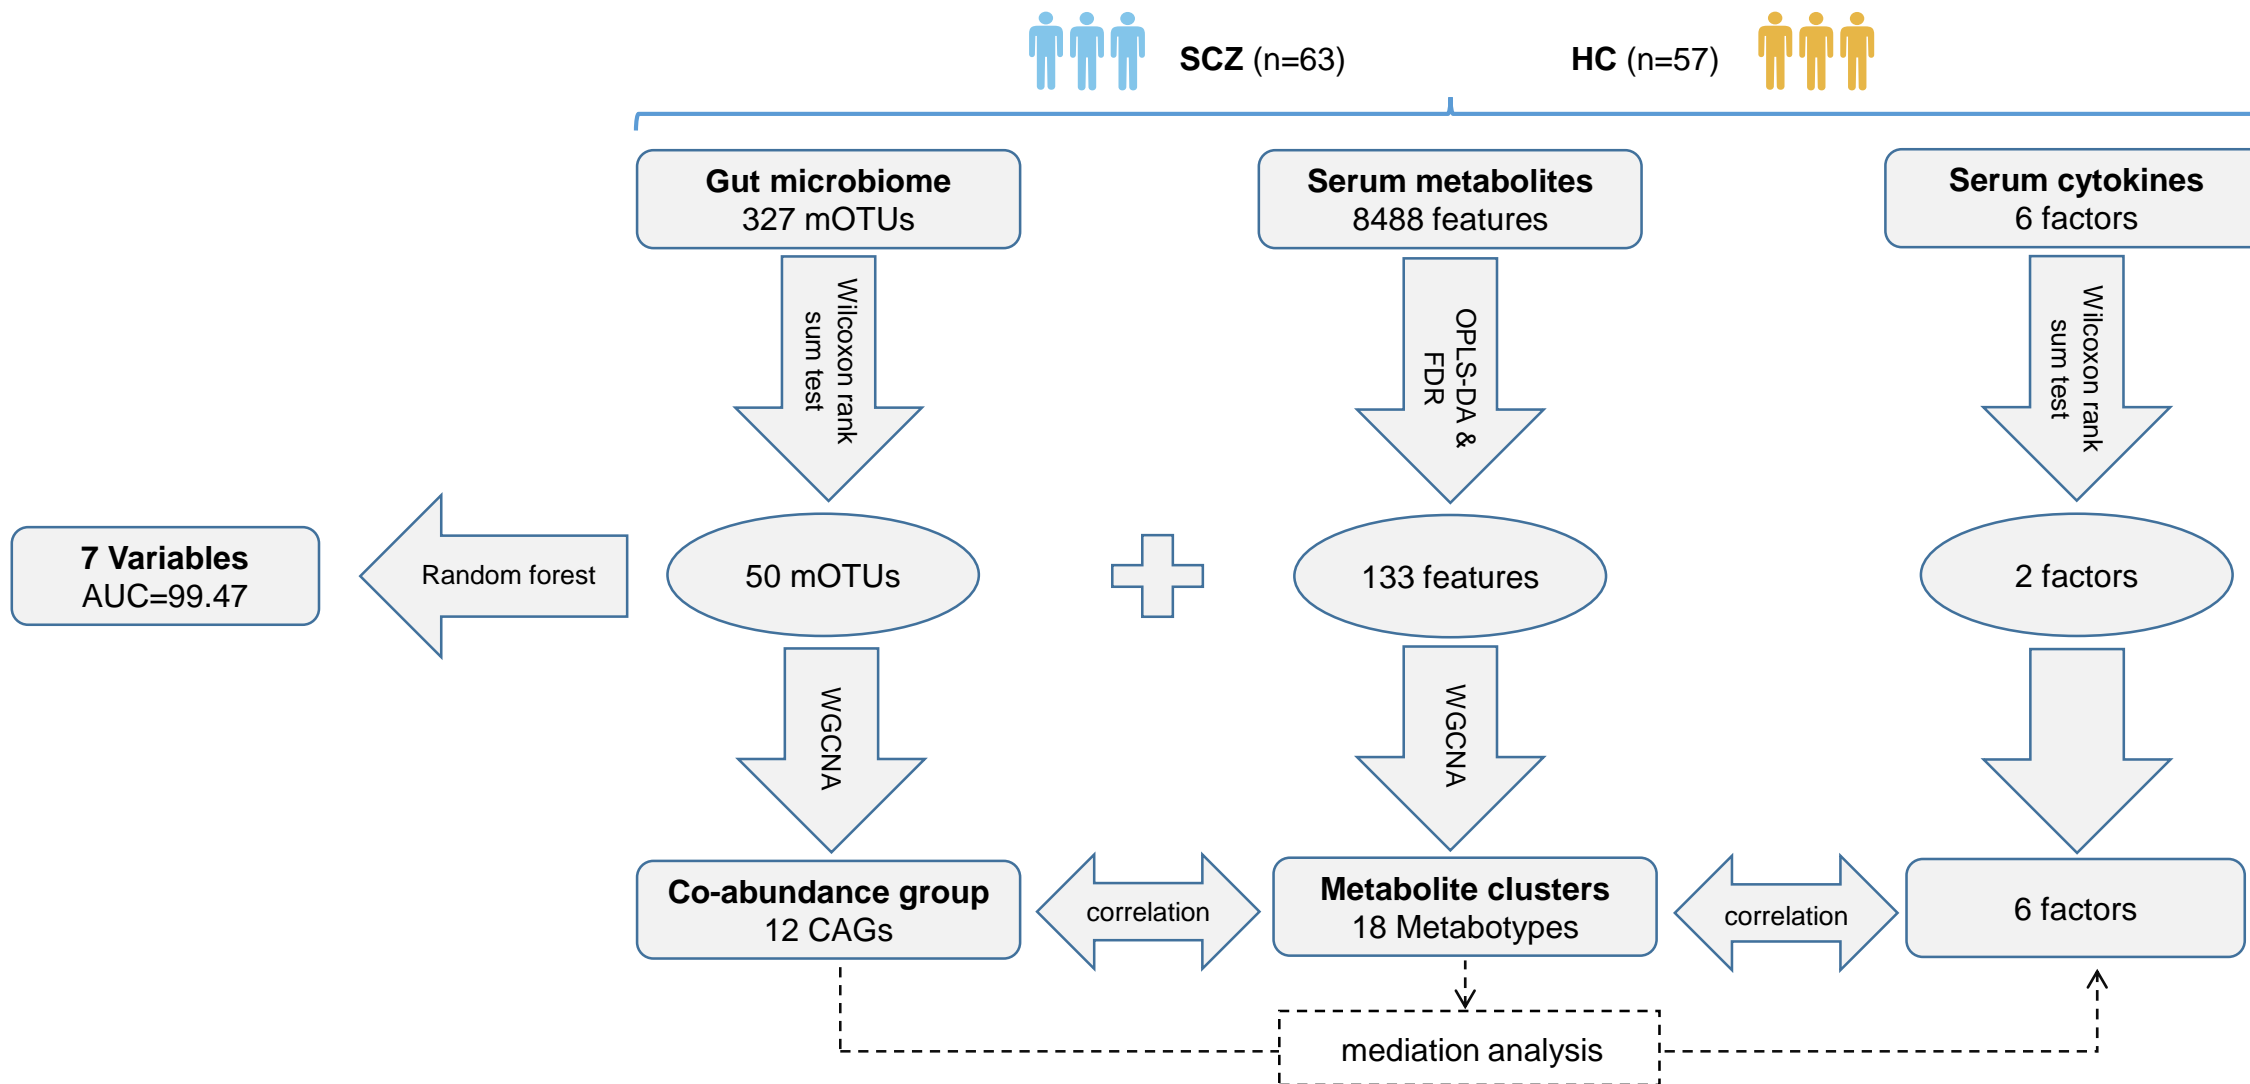 SCZ (n=63)
HC (n=57)
Gut microbiome
327 mOTUs
Serum metabolites
8488 features
Serum cytokines
6 factors
Wilcoxon rank
sum test
OPLS-DA &
FDR
Wilcoxon rank
sum test
7 Variables
AUC=99.47
Random forest
50 mOTUs
133 features
2 factors
WGCNA
WGCNA
Co-abundance group
12 CAGs
correlation
Metabolite clusters
18 Metabotypes
correlation
6 factors
mediation analysis